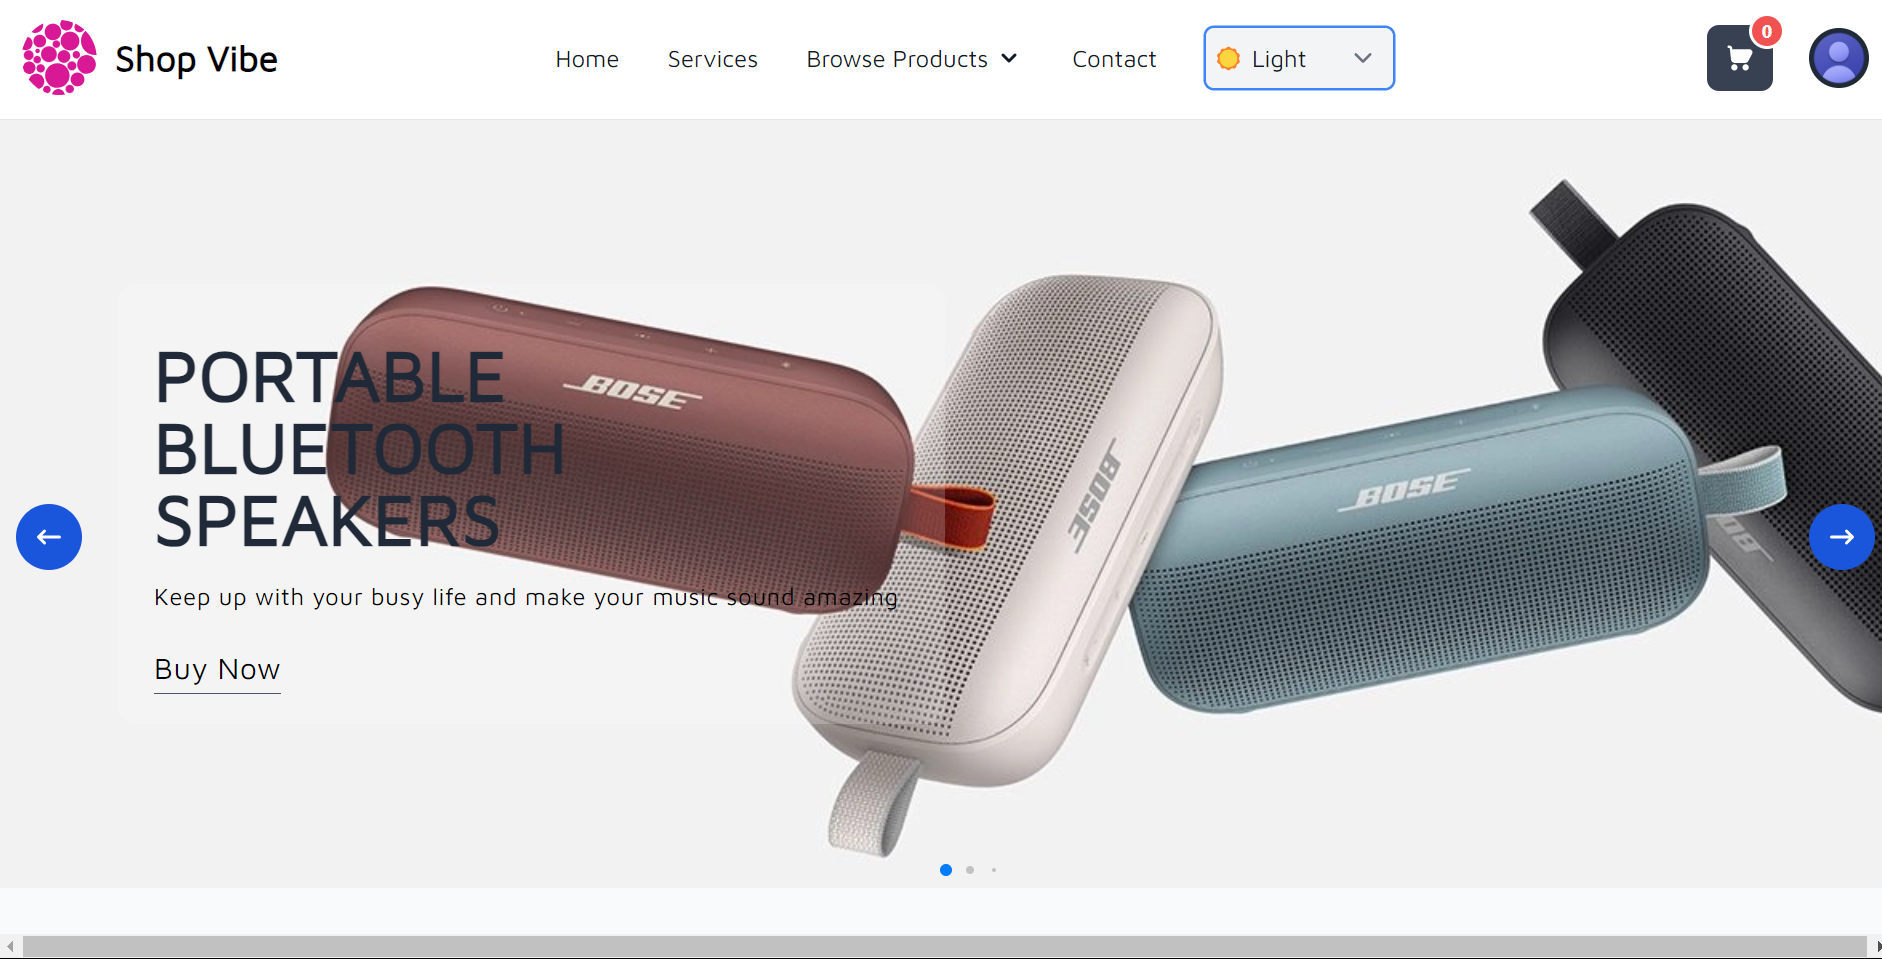 Shop Vibe
Home
Services
Browse Products
Contact
Light
0
PORTABLE
BLUETOOTH
SPEAKERS
Keep up with your busy life and make your music sound amazing
Buy Now
BOSE
BOSE
BOSE
BO